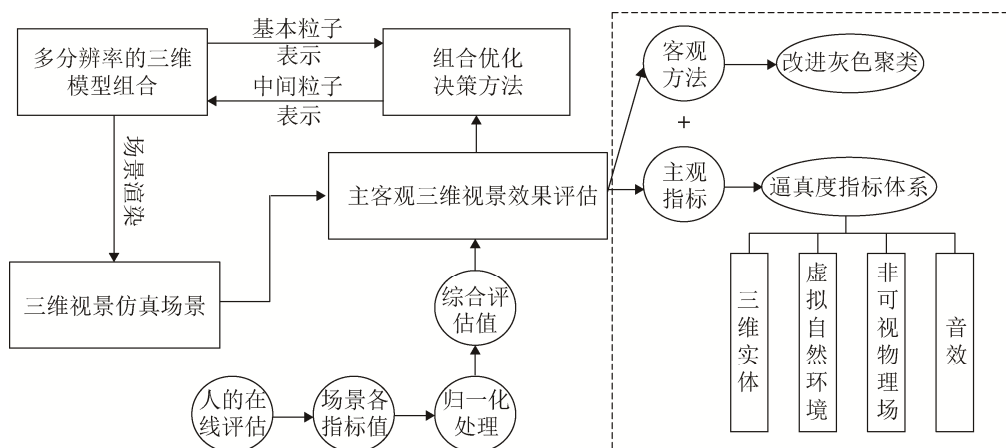 多分辨率的三维
模型组合
基本粒子
表示
中间粒子
表示
组合优化
决策方法
客观
方法
改进灰色聚类
+
主观
指标
逼真度指标体系
场景渲染
主客观三维视景效果评估
三维视景仿真场景
综合评
估值
三维实体
虚拟自然环境
非可视物理场
音效
人的在
线评估
场景各
指标值
归一化
处理